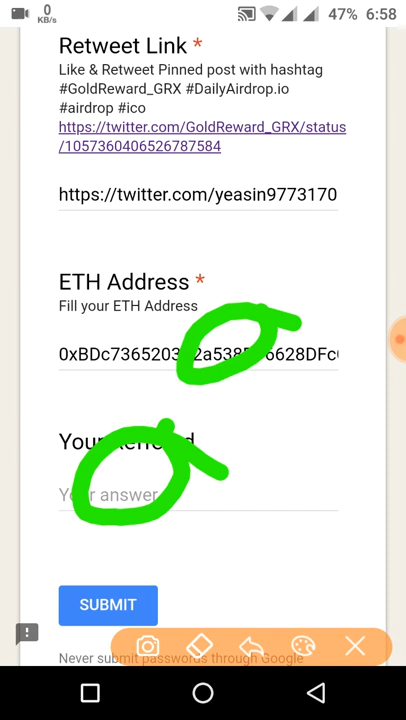 0
KB/s
47% 6:58
Retweet Link *
Like & Retweet Pinned post with hashtag
#GoldReward_GRX #DailyAirdrop.io
#airdrop #ico
https://twitter.com/GoldReward_GRX/status
/1057360406526787584
https://twitter.com/yeasin9773170
ETH Address *
Fill your ETH Address
Your
Your answer
SUBMIT
Never submit passwords through Google